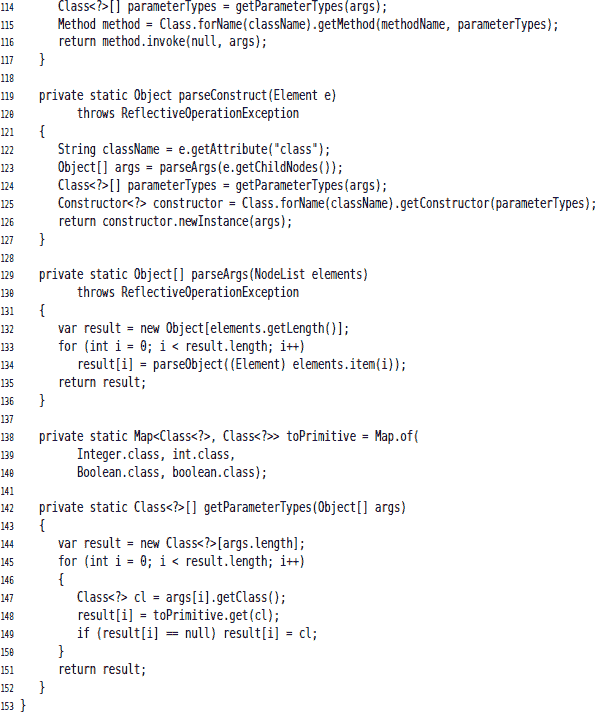 114       Class<?>[] parameterTypes = getParameterTypes(args);
115       Method method = Class.forName(className).getMethod(methodName, parameterTypes);
116       return method.invoke(null, args);
117    }
118
119    private static Object parseConstruct(Element e)
120          throws ReflectiveOperationException
121    {
122       String className = e.getAttribute("class");
123       Object[] args = parseArgs(e.getChildNodes());
124       Class<?>[] parameterTypes = getParameterTypes(args);
125       Constructor<?> constructor = Class.forName(className).getConstructor(parameterTypes);
126       return constructor.newInstance(args);
127    }
128
129    private static Object[] parseArgs(NodeList elements)
130          throws ReflectiveOperationException
131    {
132       var result = new Object[elements.getLength()];
133       for (int i = 0; i < result.length; i++)
134          result[i] = parseObject((Element) elements.item(i));
135       return result;
136    }
137
138    private static Map<Class<?>, Class<?>> toPrimitive = Map.of(
139          Integer.class, int.class,
140          Boolean.class, boolean.class);
141
142    private static Class<?>[] getParameterTypes(Object[] args)
143    {
144       var result = new Class<?>[args.length];
145       for (int i = 0; i < result.length; i++)
146       {
147          Class<?> cl = args[i].getClass();
148          result[i] = toPrimitive.get(cl);
149          if (result[i] == null) result[i] = cl;
150       }
151       return result;
152    }
153 }